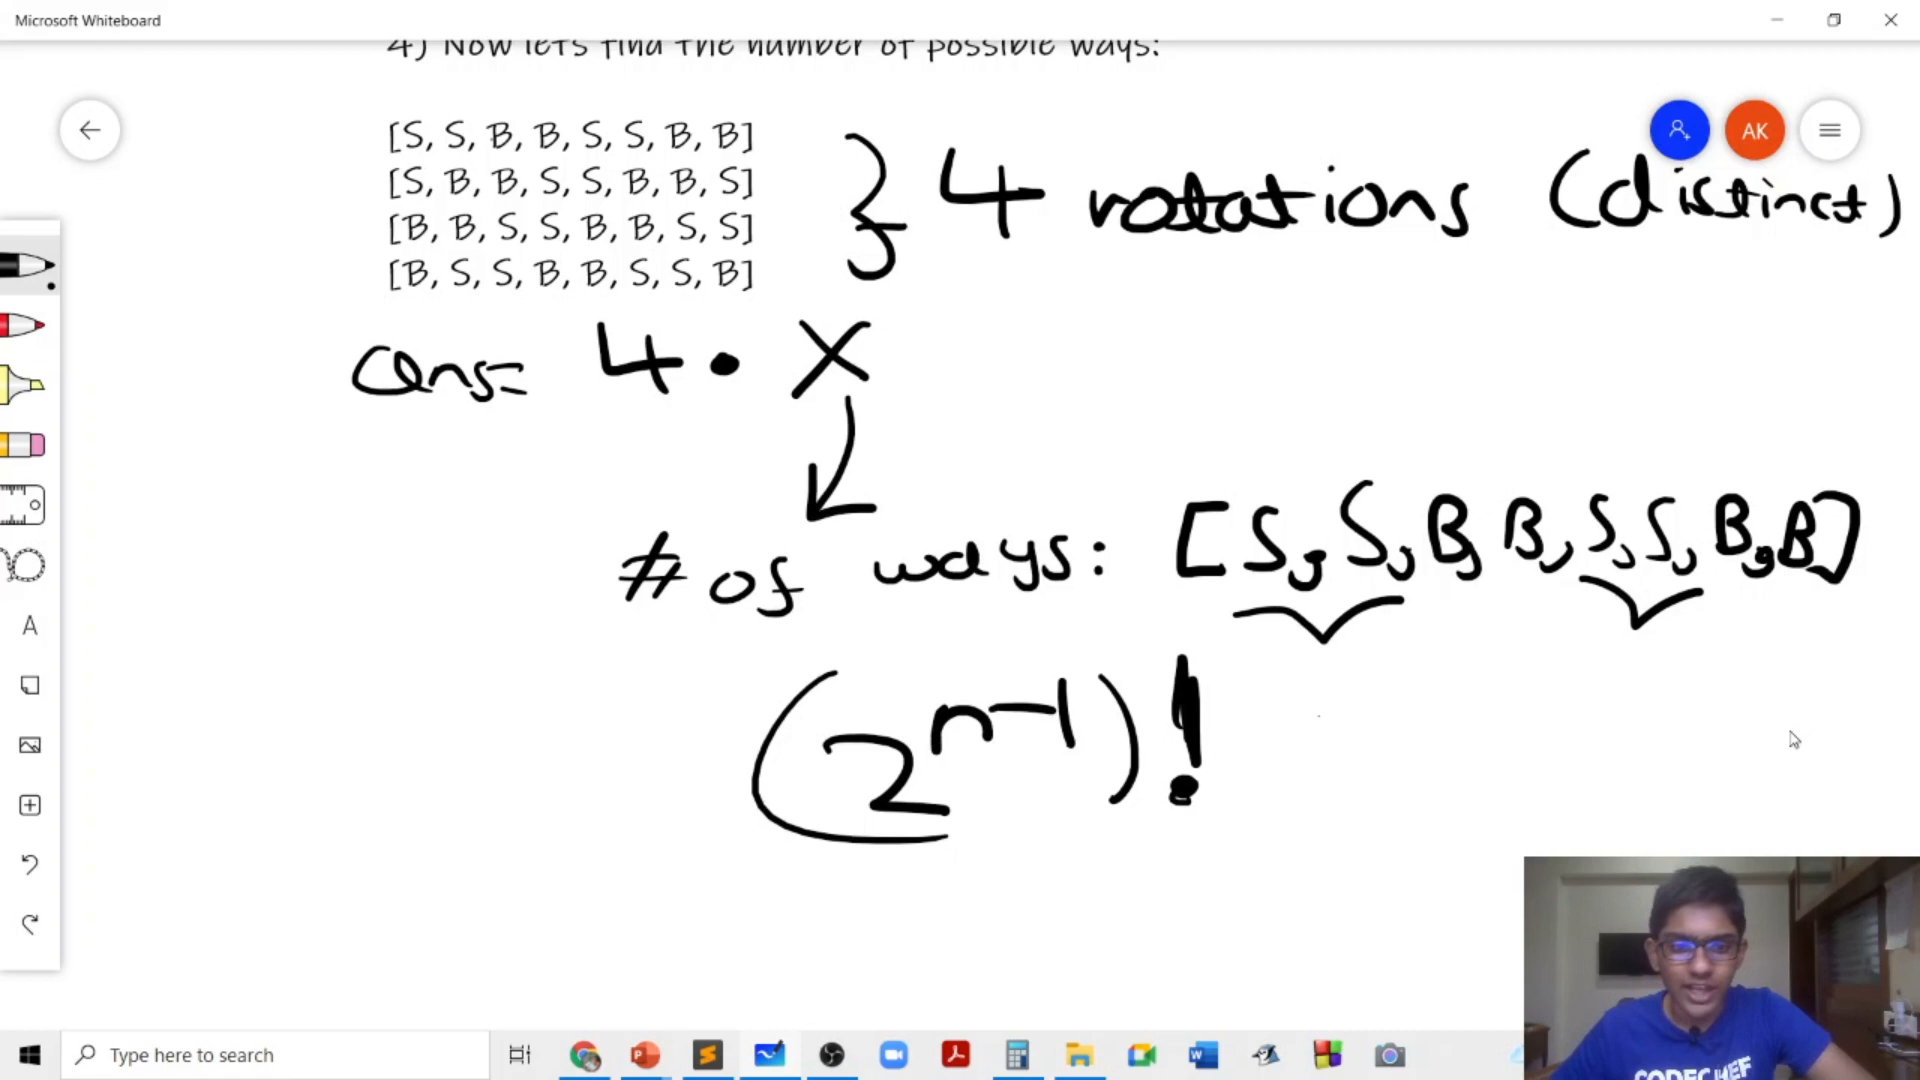 Microsoft Whiteboard
4) Now lets find the number of possible ways:
AK
[S, S, B, B, S, S, B, B]
[S, B, B, S, S, B, B, S]
[B, B, S, S, B, B, S, S]
[B, S, S, B, B, S, S, B]
} 4 rotations (distinct)
ans= 4 • X
# of ways: [S, S, B, B, S, S, B, B]
(2^{n-1})!
A
Type here to search
W
CODECHEF